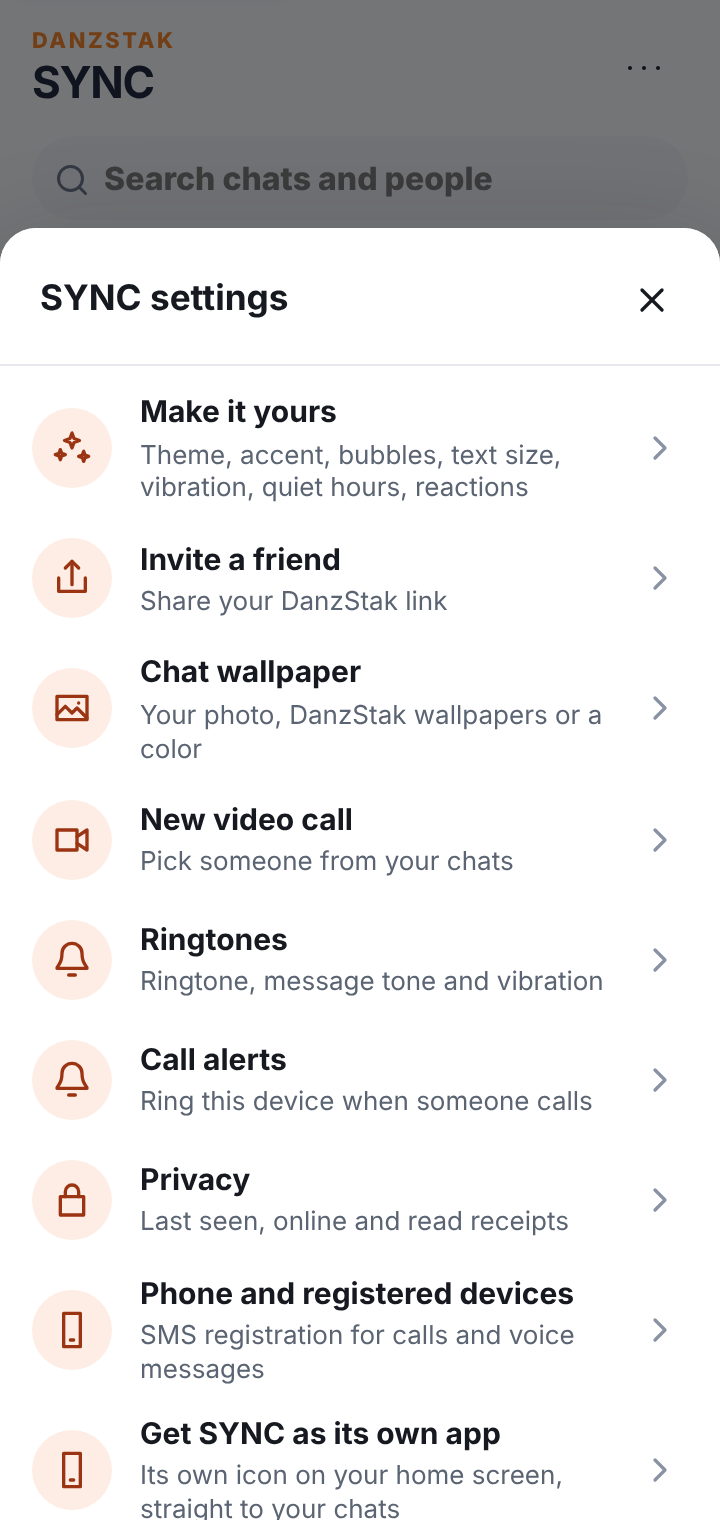 DANZSTAK
SYNC
Search chats and people
SYNC settings
Make it yours
Theme, accent, bubbles, text size,
vibration, quiet hours, reactions
Invite a friend
Share your DanzStak link
Chat wallpaper
Your photo, DanzStak wallpapers or a
color
New video call
Pick someone from your chats
Ringtones
Ringtone, message tone and vibration
Call alerts
Ring this device when someone calls
Privacy
Last seen, online and read receipts
Phone and registered devices
SMS registration for calls and voice
messages
Get SYNC as its own app
Its own icon on your home screen,
straight to your chats